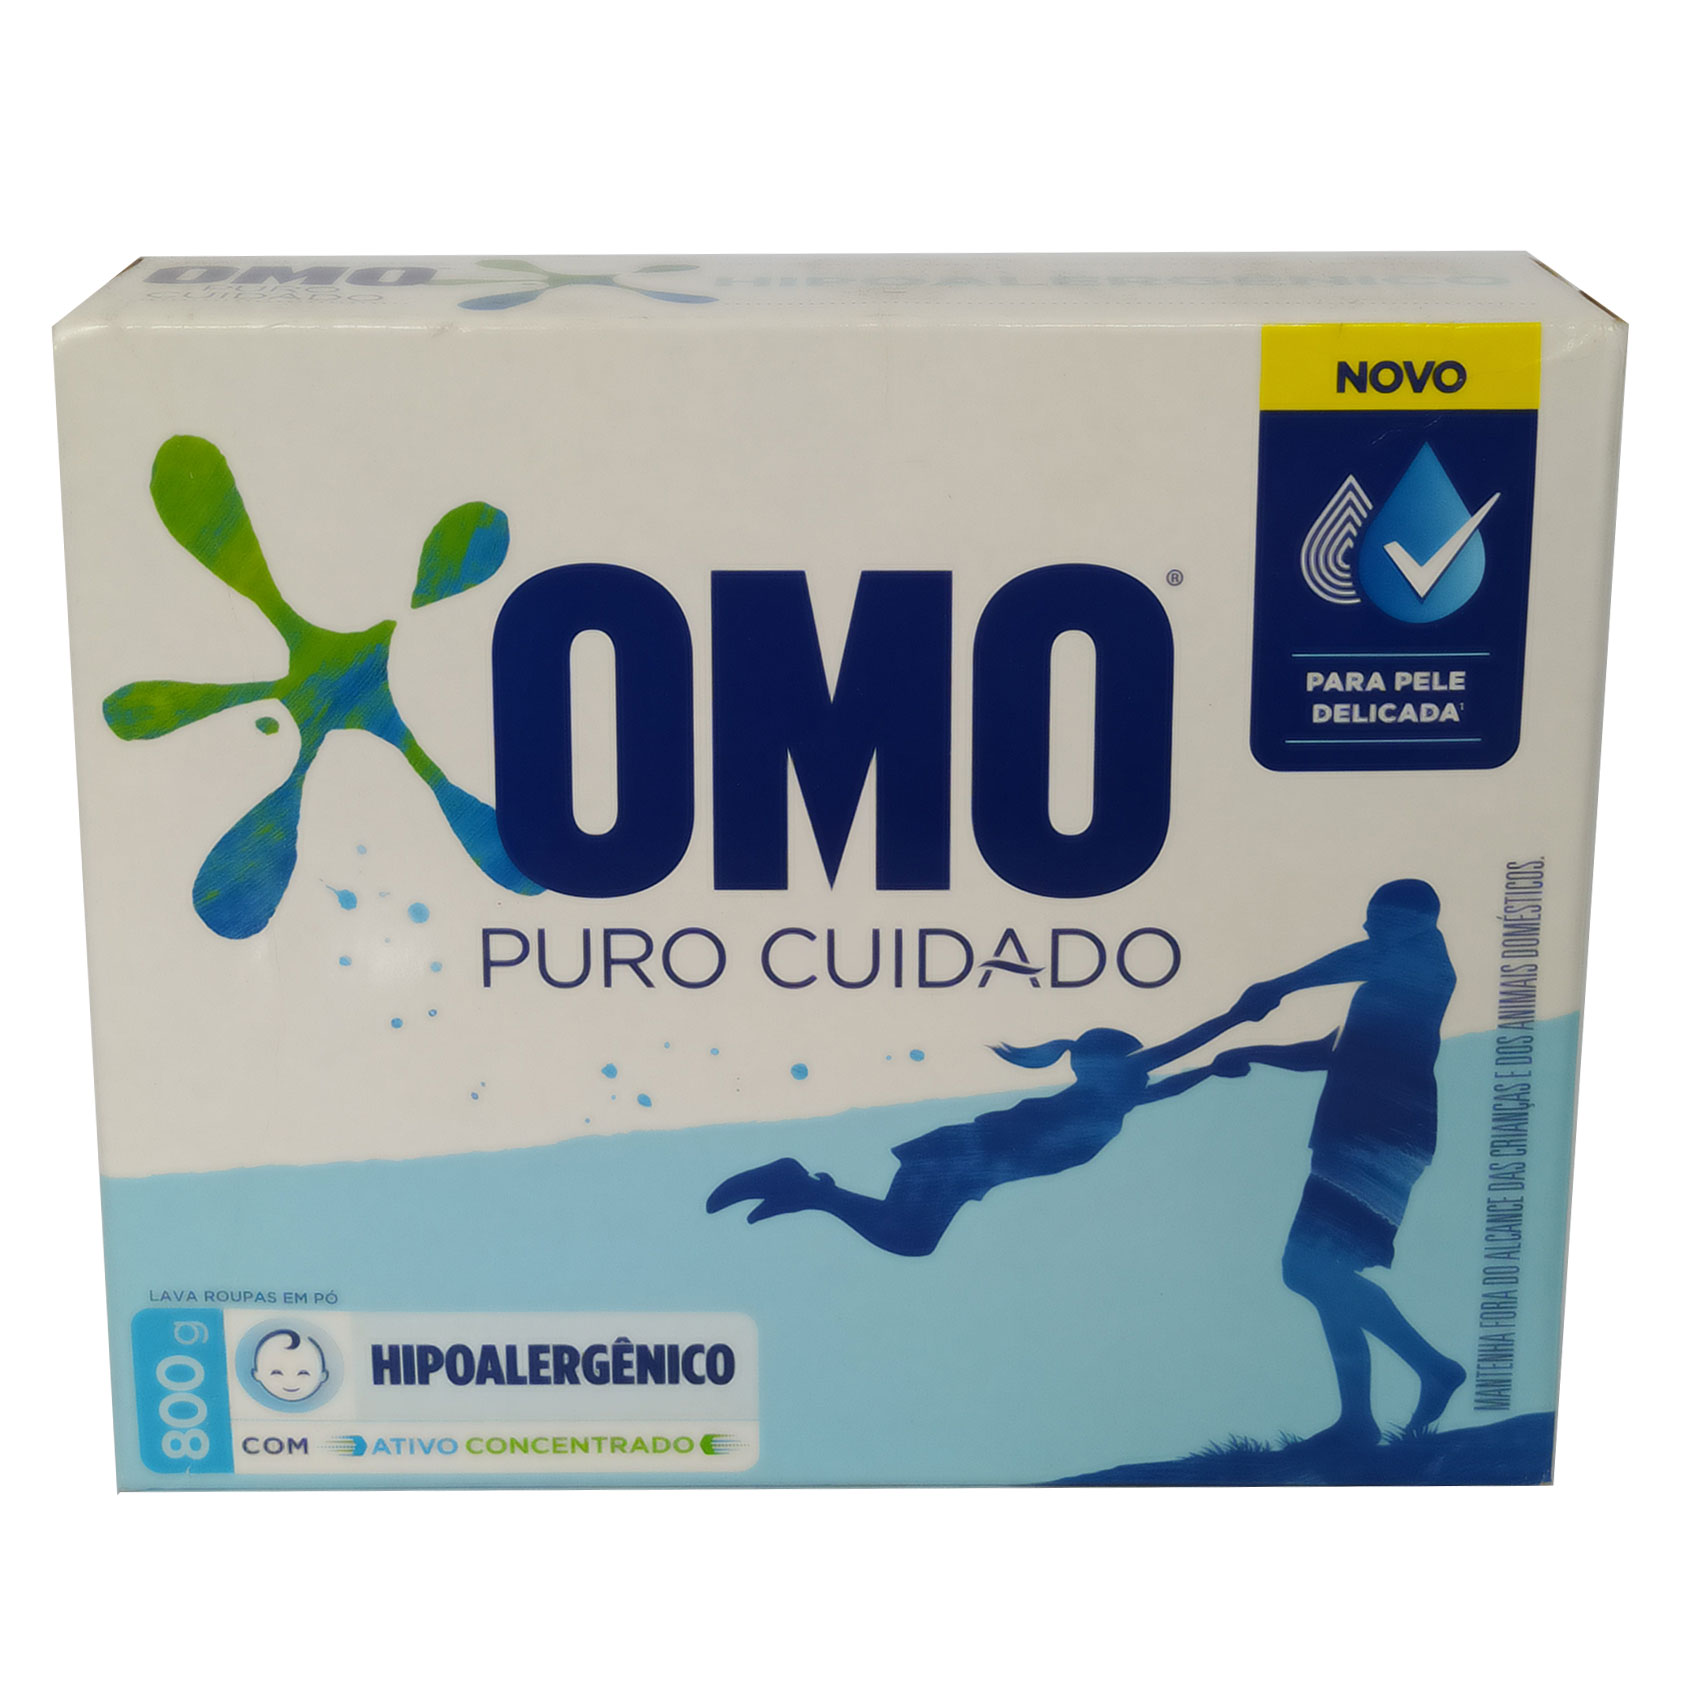 OMO
PURO
CUIDADO
HIPOALERGÊNICO
NOVO
PARA PELE
DELICADA¹
OMO®
PURO CUIDADO
MANTENHA FORA DO ALCANCE DAS CRIANÇAS E DOS ANIMAIS DOMÉSTICOS.
LAVA ROUPAS EM PÓ
800 g
HIPOALERGÊNICO
COM ATIVO CONCENTRADO